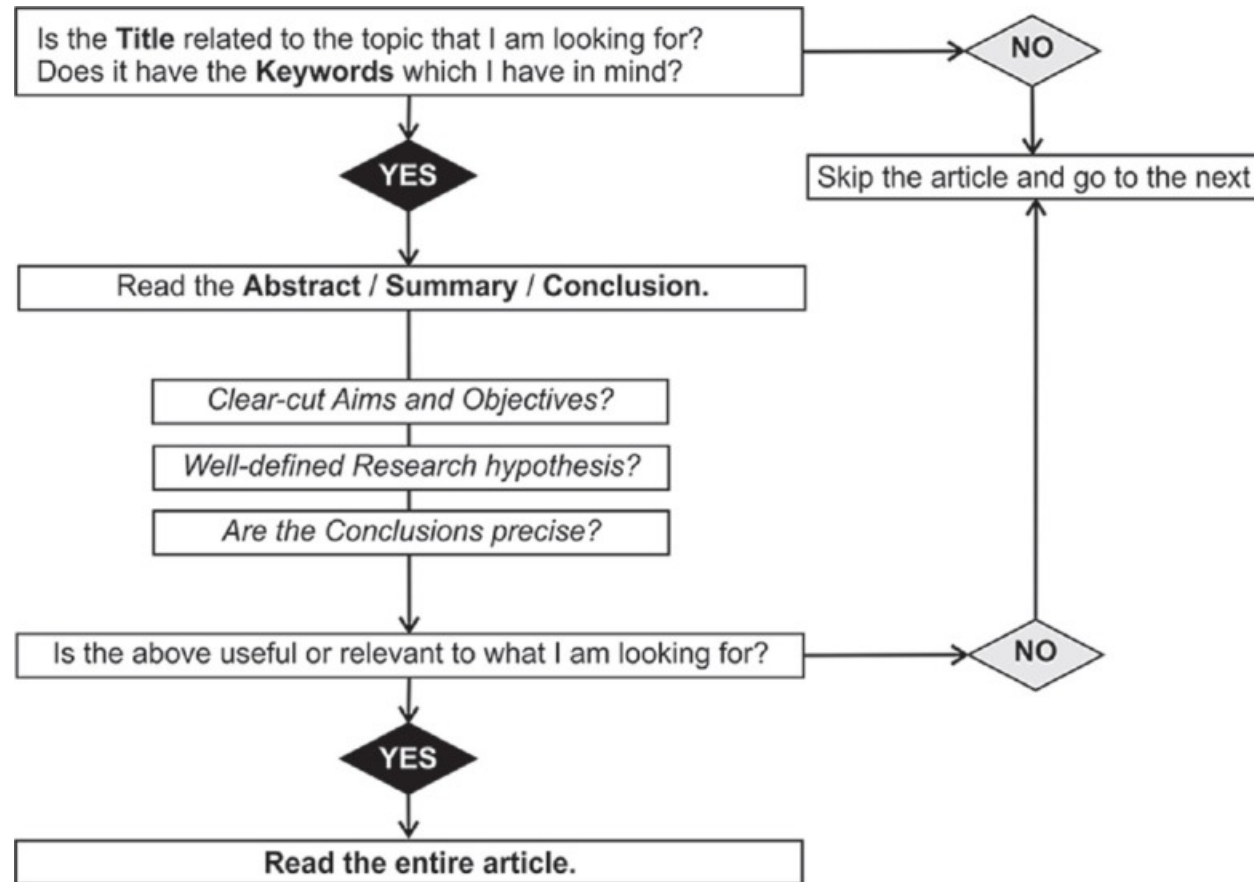 Is the Title related to the topic that I am looking for?
Does it have the Keywords which I have in mind?
NO
YES
Skip the article and go to the next
Read the Abstract / Summary / Conclusion.
Clear-cut Aims and Objectives?
Well-defined Research hypothesis?
Are the Conclusions precise?
Is the above useful or relevant to what I am looking for?
NO
YES
Read the entire article.